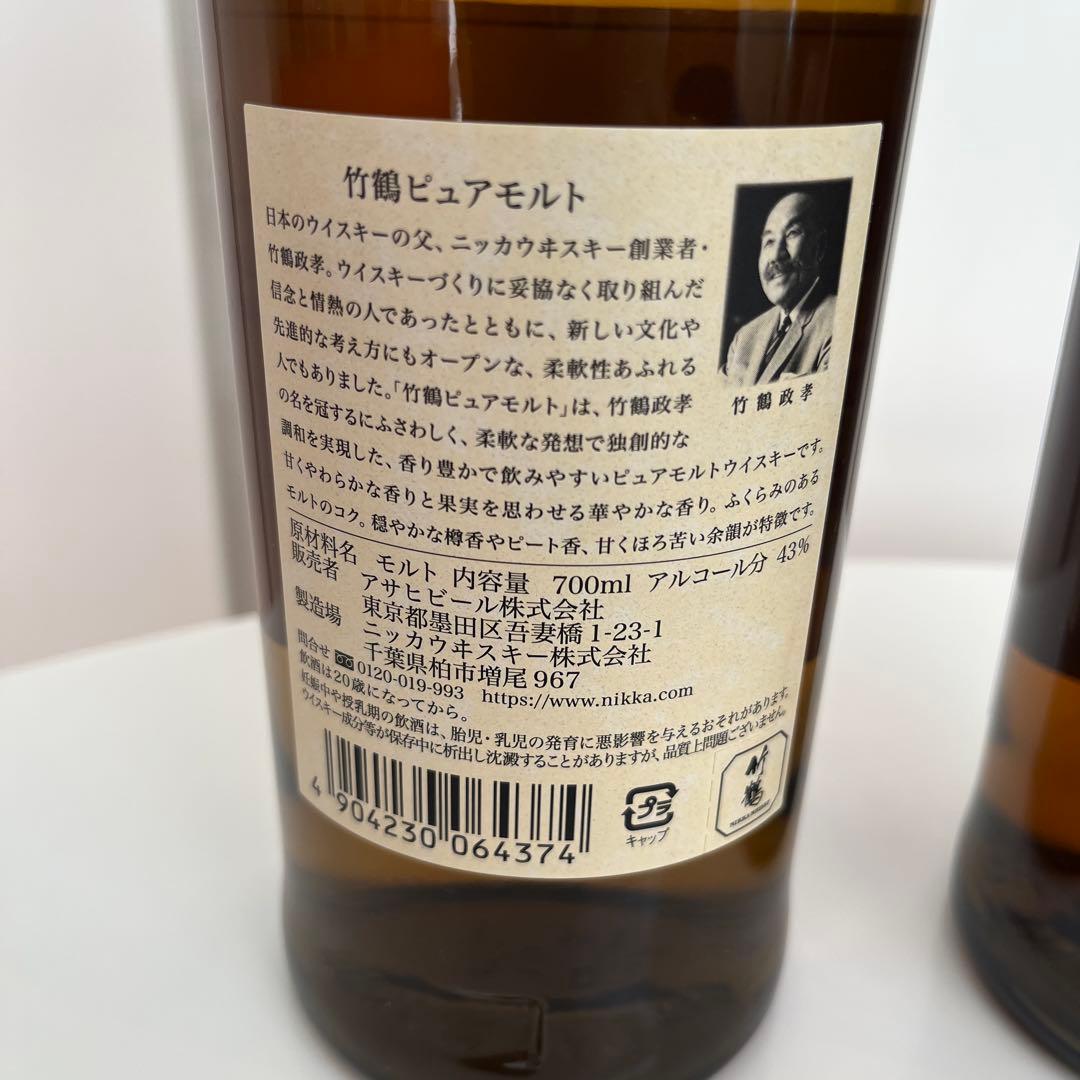 竹鶴ピュアモルト
日本のウイスキーの父、ニッカウヰスキー創業者・
竹鶴政孝。ウイスキーづくりに妥協なく取り組んだ
信念と情熱の人であったとともに、新しい文化や
先進的な考え方にもオープンな、柔軟性あふれる
人でもありました。「竹鶴ピュアモルト」は、竹鶴政孝
の名を冠するにふさわしく、柔軟な発想で独創的な
調和を実現した、香り豊かで飲みやすいピュアモルトウイスキーです。
甘くやわらかな香りと果実を思わせる華やかな香り。ふくらみのある
モルトのコク。穏やかな樽香やピート香、甘くほろ苦い余韻が特徴です。
竹鶴政孝
原材料名 モルト 内容量 700ml アルコール分 43%
販売者 アサヒビール株式会社
東京都墨田区吾妻橋1-23-1
製造場 ニッカウヰスキー株式会社
千葉県柏市増尾967
問合せ 0120-019-993 https://www.nikka.com
飲酒は20歳になってから。
妊娠中や授乳期の飲酒は、胎児・乳児の発育に悪影響を与えるおそれがあります。
ウイスキー成分等が保存中に析出し沈澱することがありますが、品質上問題ございません。
4 904230 064374
プラ
キャップ
竹鶴